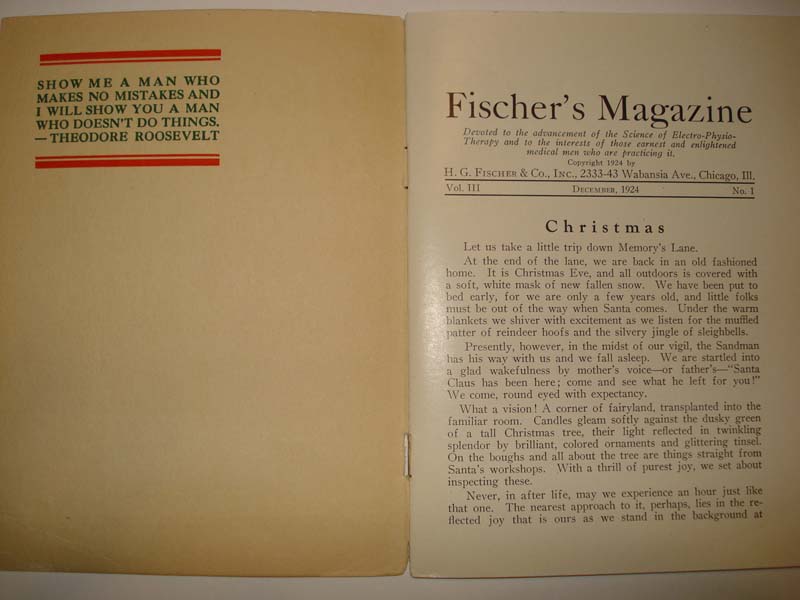 SHOW ME A MAN WHO
MAKES NO MISTAKES AND
I WILL SHOW YOU A MAN
WHO DOESN'T DO THINGS.
— THEODORE ROOSEVELT
Fischer's Magazine
Devoted to the advancement of the Science of Electro-Physio-
Therapy and to the interests of those earnest and enlightened
medical men who are practicing it.
Copyright 1924 by
H. G. FISCHER & CO., INC., 2333-43 Wabansia Ave., Chicago, Ill.
Vol. III DECEMBER, 1924 No. 1
Christmas
Let us take a little trip down Memory's Lane.
At the end of the lane, we are back in an old fashioned
home. It is Christmas Eve, and all outdoors is covered with
a soft, white mask of new fallen snow. We have been put to
bed early, for we are only a few years old, and little folks
must be out of the way when Santa comes. Under the warm
blankets we shiver with excitement as we listen for the muffled
patter of reindeer hoofs and the silvery jingle of sleighbells.
Presently, however, in the midst of our vigil, the Sandman
has his way with us and we fall asleep. We are startled into
a glad wakefulness by mother's voice—or father's—"Santa
Claus has been here; come and see what he left for you!"
We come, round eyed with expectancy.
What a vision! A corner of fairyland, transplanted into the
familiar room. Candles gleam softly against the dusky green
of a tall Christmas tree, their light reflected in twinkling
splendor by brilliant, colored ornaments and glittering tinsel.
On the boughs and all about the tree are things straight from
Santa's workshops. With a thrill of purest joy, we set about
inspecting these.
Never, in after life, may we experience an hour just like
that one. The nearest approach to it, perhaps, lies in the re-
flected joy that is ours as we stand in the background at